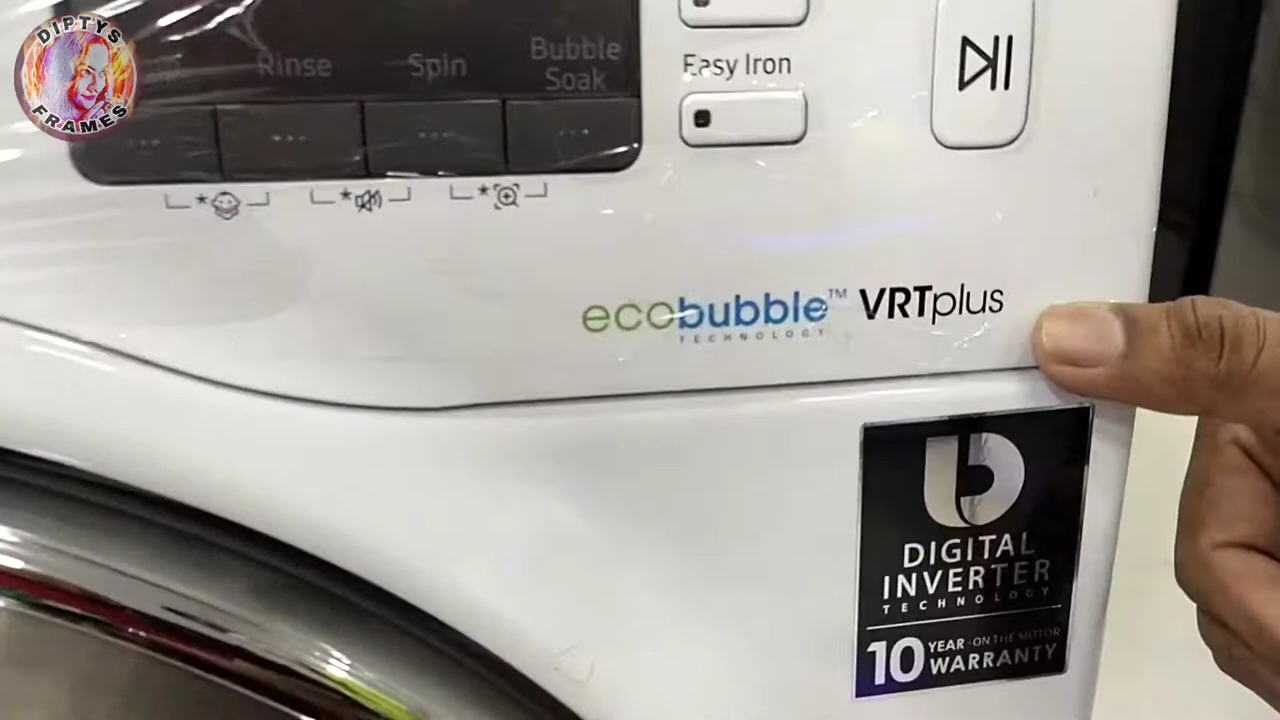 DIPTYS
FRAMES
Rinse
Spin
Bubble
Soak
Easy Iron
ecobubble™ VRTplus
TECHNOLOGY
b
DIGITAL
INVERTER
TECHNOLOGY
10 YEAR-ON THE MOTOR
WARRANTY